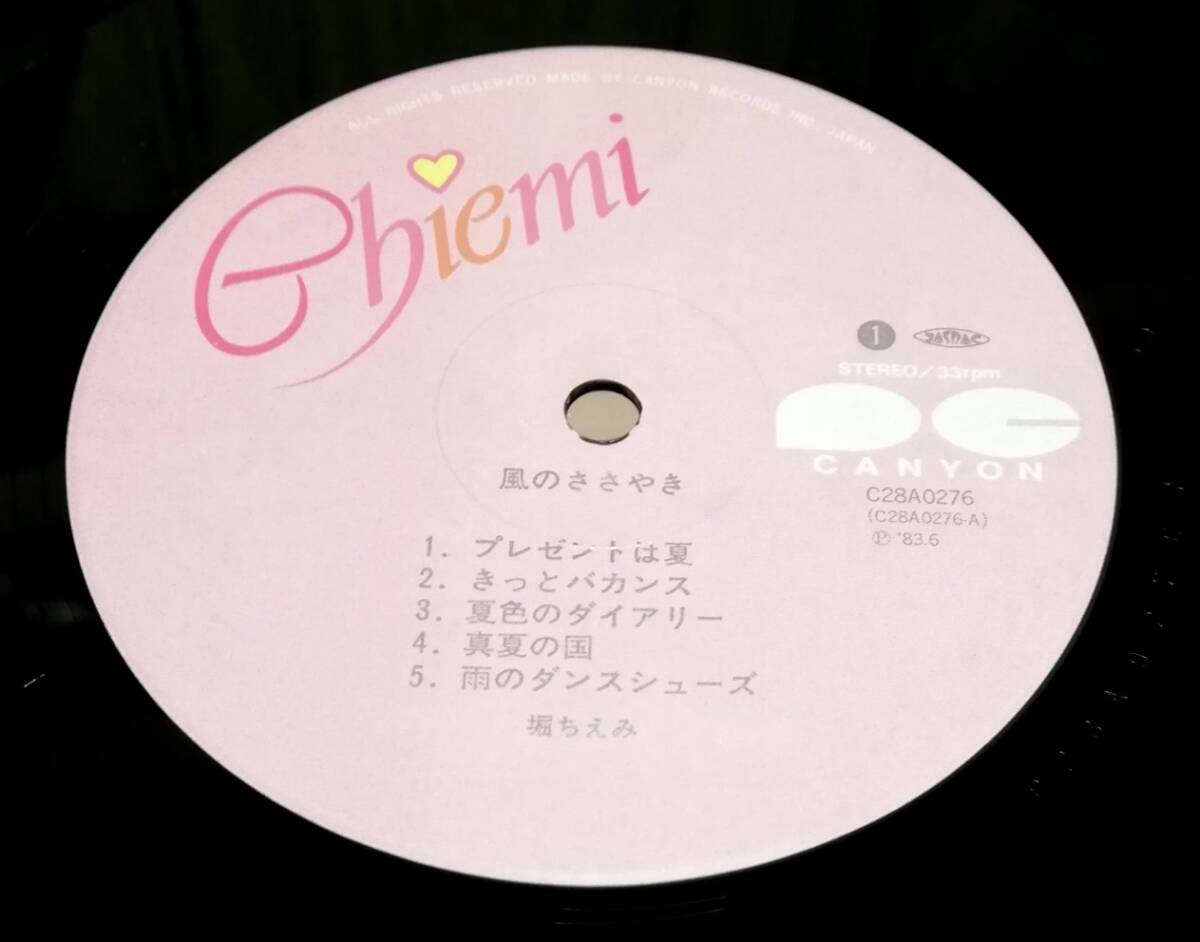 ALL RIGHTS RESERVED MADE BY CANYON RECORDS INC. JAPAN
Chiemi
1
STEREO/33rpm
CANYON
C28A0276
(C28A0276-A)
Ⓟ '83.6
風のささやき
1. プレゼントは夏
2. きっとバカンス
3. 夏色のダイアリー
4. 真夏の国
5. 雨のダンスシューズ
堀ちえみ